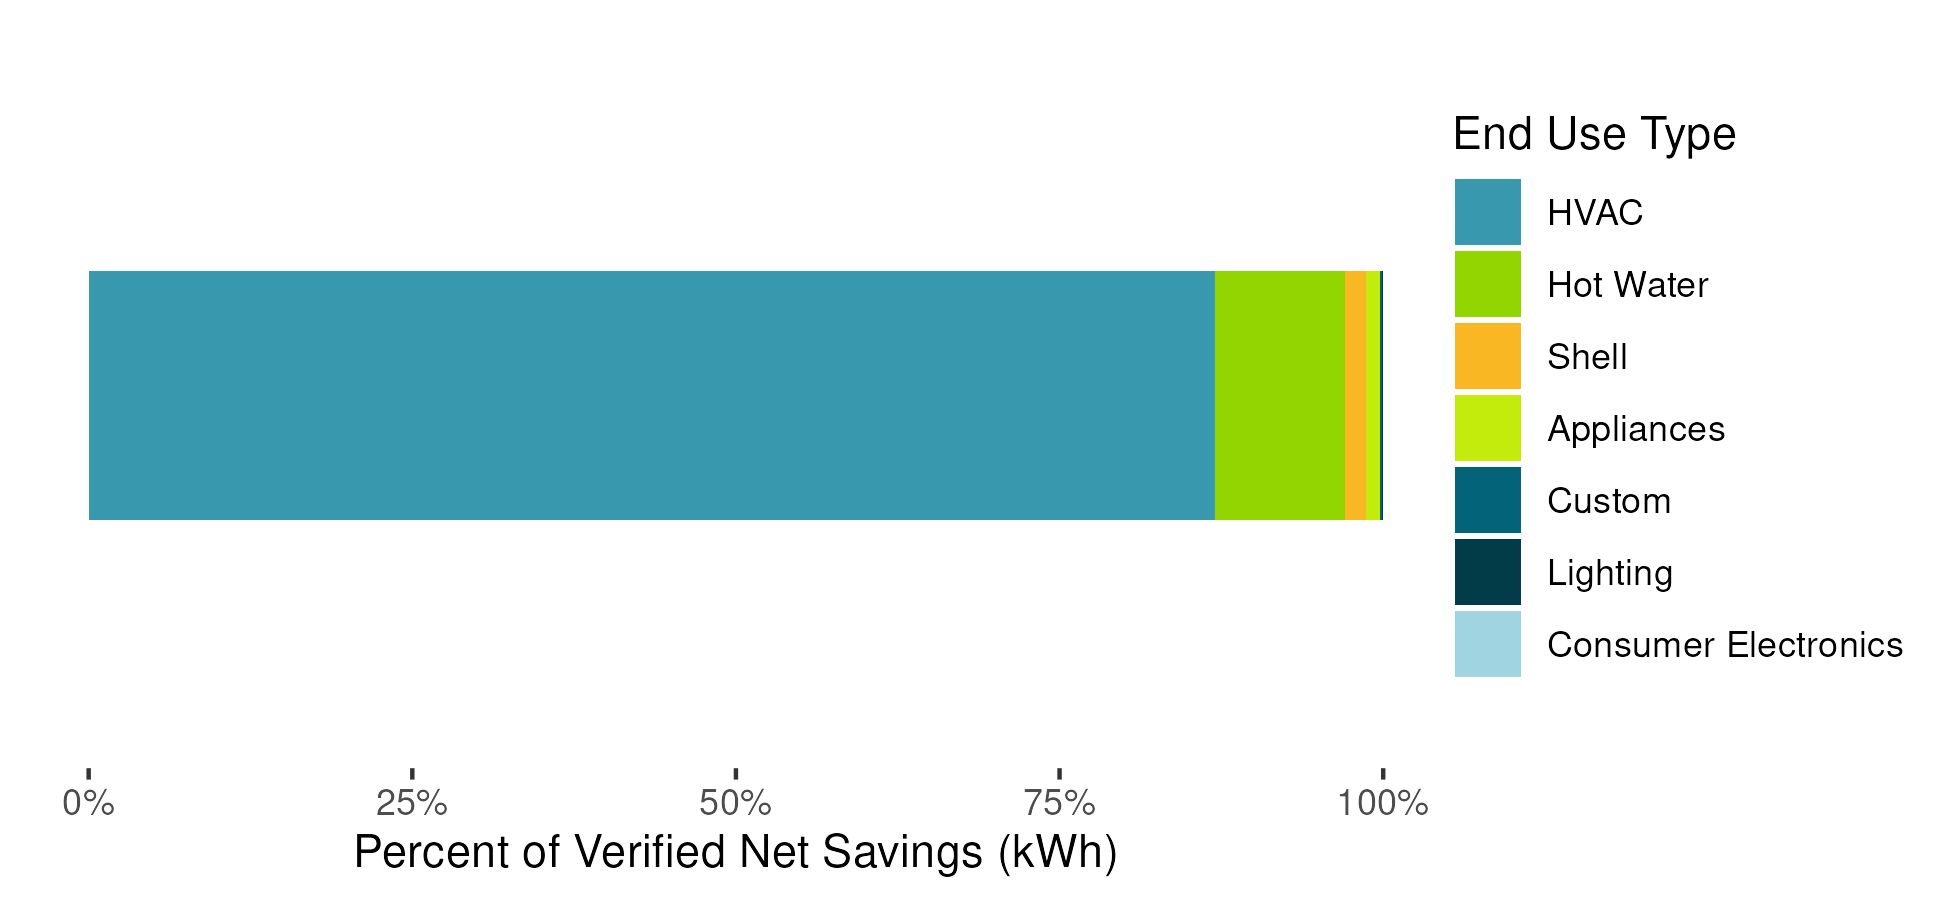 End Use Type
HVAC
Hot Water
Shell
Appliances
Custom
Lighting
Consumer Electronics
0% 25% 50% 75% 100%
Percent of Verified Net Savings (kWh)